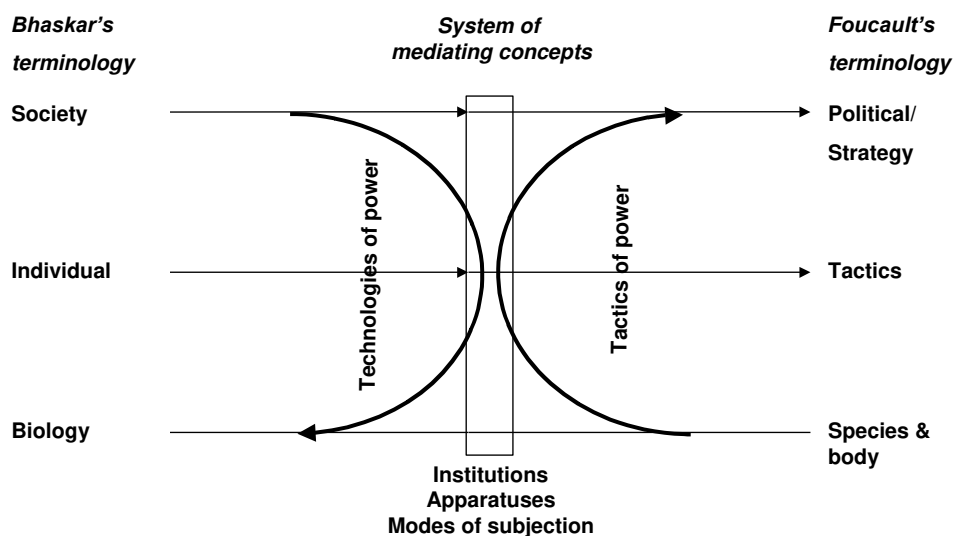 Bhaskar's
terminology
System of
mediating concepts
Foucault's
terminology
Society
Political/
Strategy
Technologies of power
Tactics of power
Individual
Tactics
Biology
Species &
body
Institutions
Apparatuses
Modes of subjection